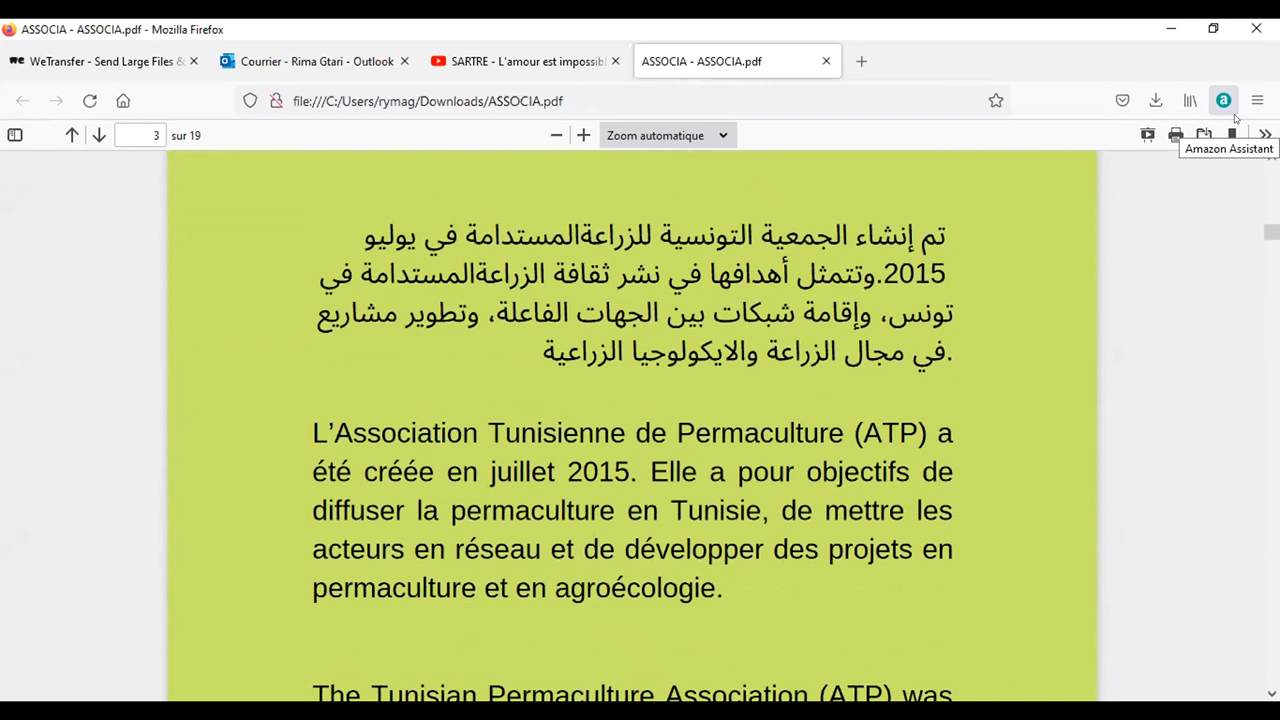 ASSOCIA - ASSOCIA.pdf - Mozilla Firefox
WeTransfer - Send Large Files &
Courrier - Rima Gtari - Outlook
SARTRE - L'amour est impossibl
ASSOCIA - ASSOCIA.pdf
file:///C:/Users/rymag/Downloads/ASSOCIA.pdf
3 sur 19
Zoom automatique
Amazon Assistant
تم إنشاء الجمعية التونسية للزراعةالمستدامة في يوليو
2015.وتتمثل أهدافها في نشر ثقافة الزراعةالمستدامة في
تونس، وإقامة شبكات بين الجهات الفاعلة، وتطوير مشاريع
.في مجال الزراعة والايكولوجيا الزراعية
L’Association Tunisienne de Permaculture (ATP) a
été créée en juillet 2015. Elle a pour objectifs de
diffuser la permaculture en Tunisie, de mettre les
acteurs en réseau et de développer des projets en
permaculture et en agroécologie.
The Tunisian Permaculture Association (ATP) was